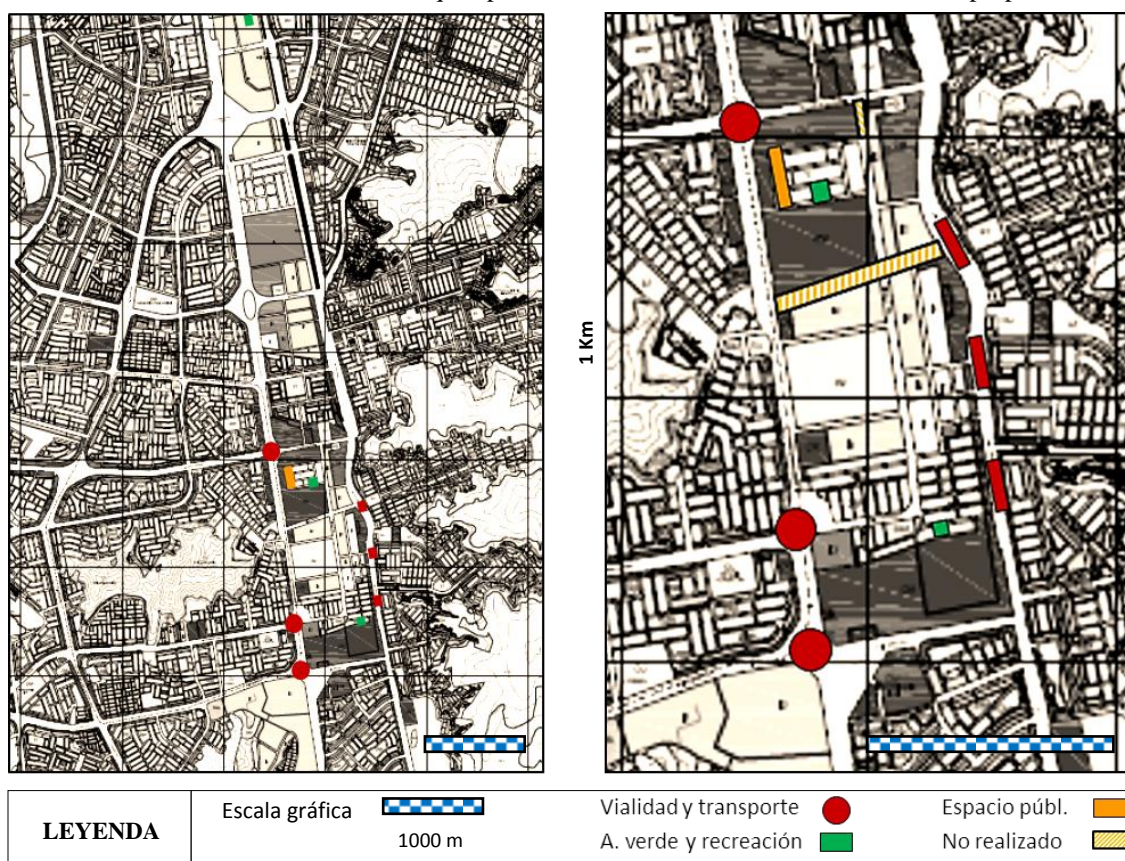 1 Km
LEYENDA
Escala gráfica
1000 m
Vialidad y transporte
A. verde y recreación
Espacio públ.
No realizado